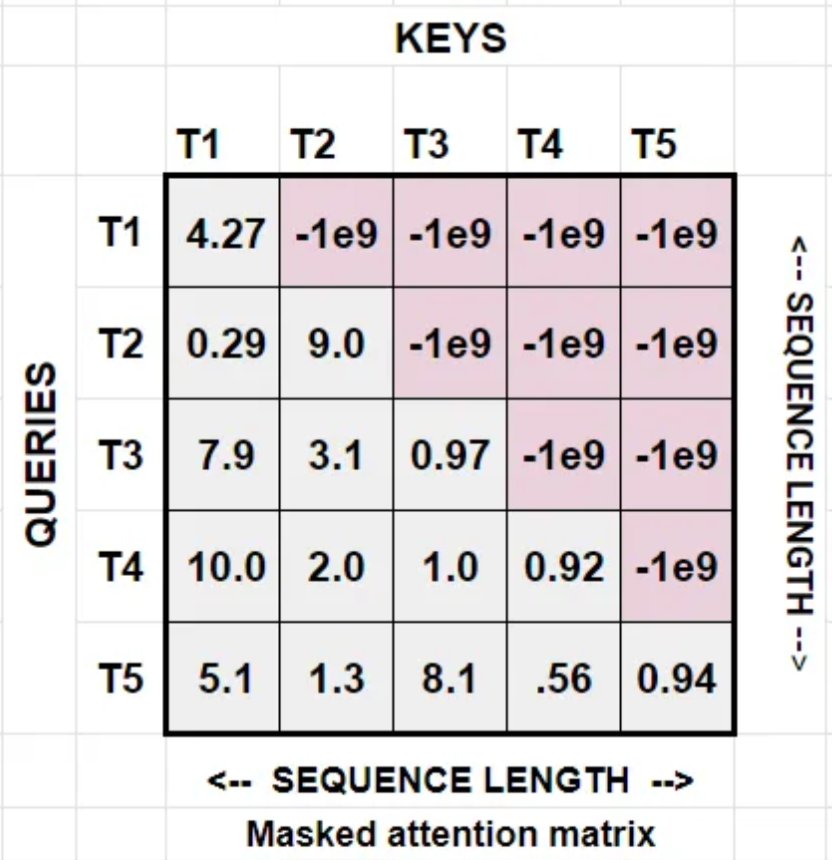 KEYS
T1 T2 T3 T4 T5
T1 4.27 -1e9 -1e9 -1e9 -1e9
T2 0.29 9.0 -1e9 -1e9 -1e9
T3 7.9 3.1 0.97 -1e9 -1e9
T4 10.0 2.0 1.0 0.92 -1e9
T5 5.1 1.3 8.1 .56 0.94
QUERIES
<-- SEQUENCE LENGTH -->
<-- SEQUENCE LENGTH -->
Masked attention matrix